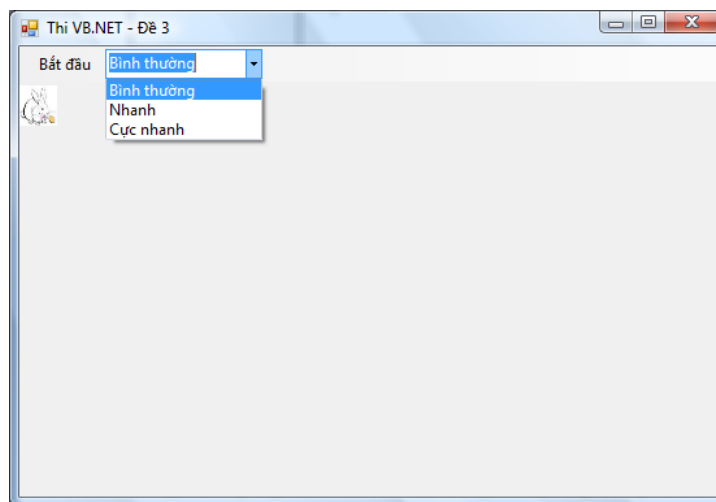 Thi VB.NET - Đề 3
Bắt đầu Bình thường
Bình thường
Nhanh
Cực nhanh